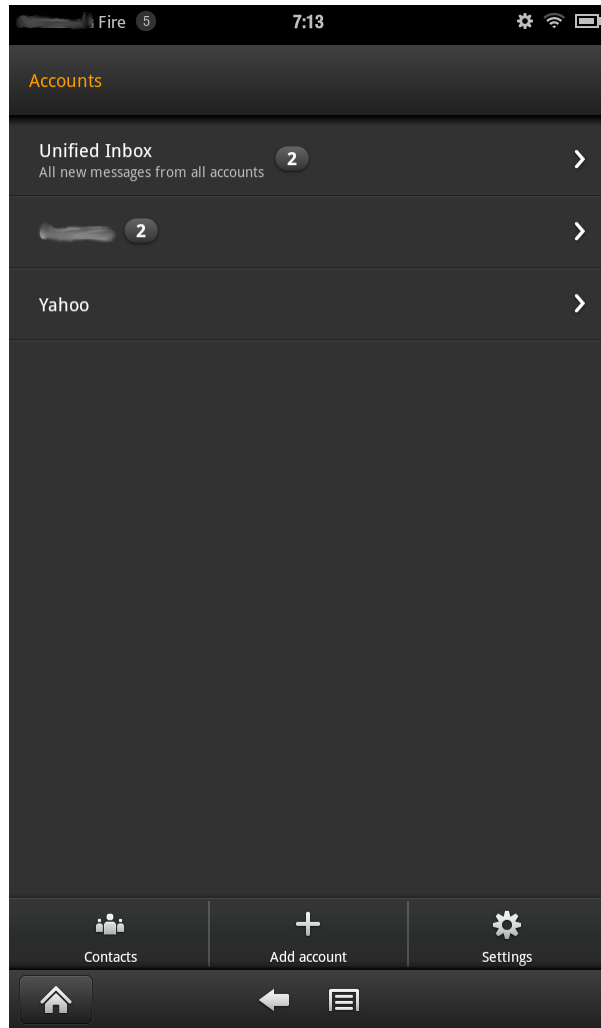 Fire 5 7:13
Accounts
Unified Inbox 2
All new messages from all accounts
2
Yahoo
Contacts Add account Settings